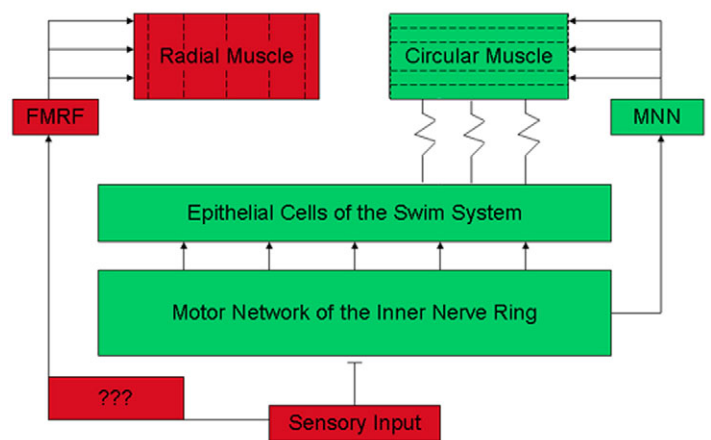 Radial Muscle
Circular Muscle
FMRF
MNN
Epithelial Cells of the Swim System
Motor Network of the Inner Nerve Ring
???
Sensory Input